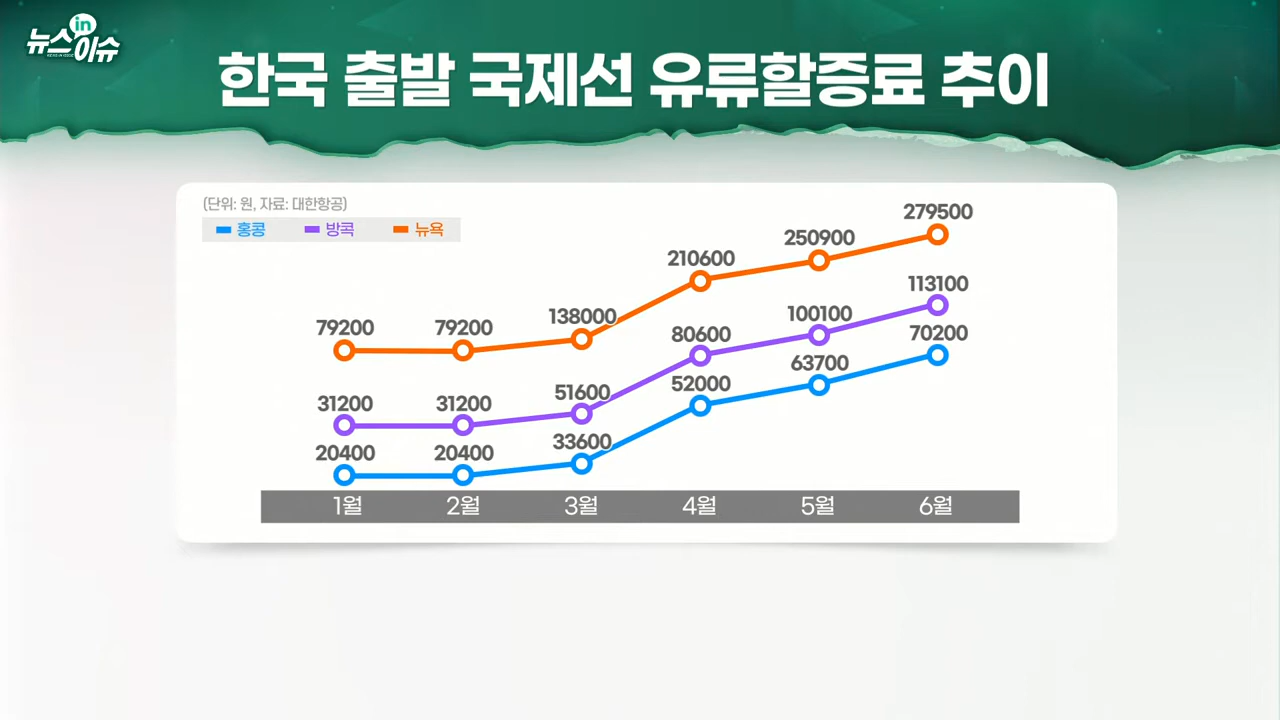 뉴스in이슈
한국 출발 국제선 유류할증료 추이
(단위: 원, 자료: 대한항공)
홍콩 방콕 뉴욕
79200 79200 138000 210600 250900 279500
31200 31200 51600 80600 100100 113100
20400 20400 33600 52000 63700 70200
1월 2월 3월 4월 5월 6월